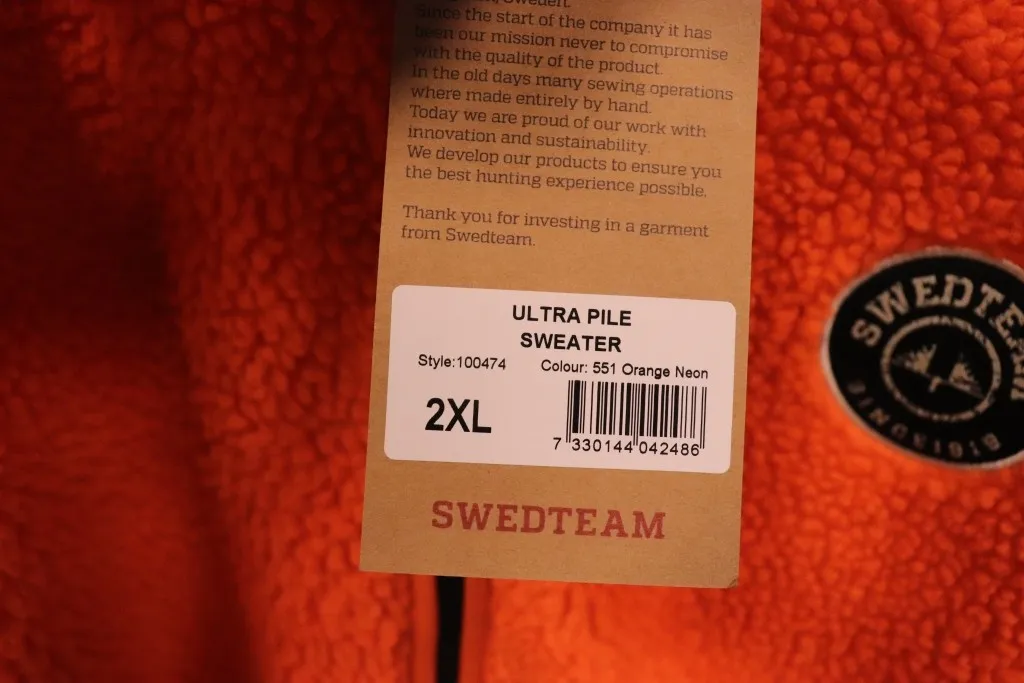 Sweden.
Since the start of the company it has
been our mission never to compromise
with the quality of the product.
In the old days many sewing operations
where made entirely by hand.
Today we are proud of our work with
innovation and sustainability.
We develop our products to ensure you
the best hunting experience possible.
Thank you for investing in a garment
from Swedteam.
ULTRA PILE
SWEATER
Style:100474 Colour: 551 Orange Neon
2XL
7 330144 042486
SWEDTEAM
SWEDTEAM